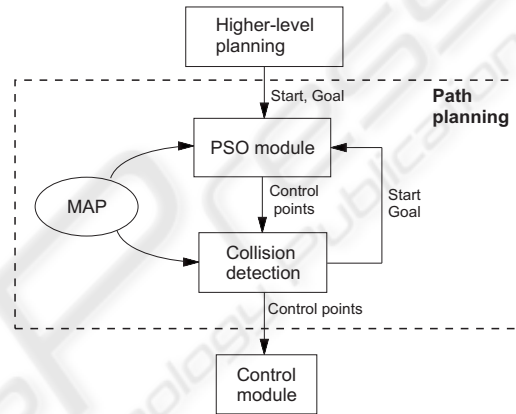 Higher-level
planning
Start, Goal
Path
planning
PSO module
MAP
Control
points
Start
Goal
Collision
detection
Control points
Control
module